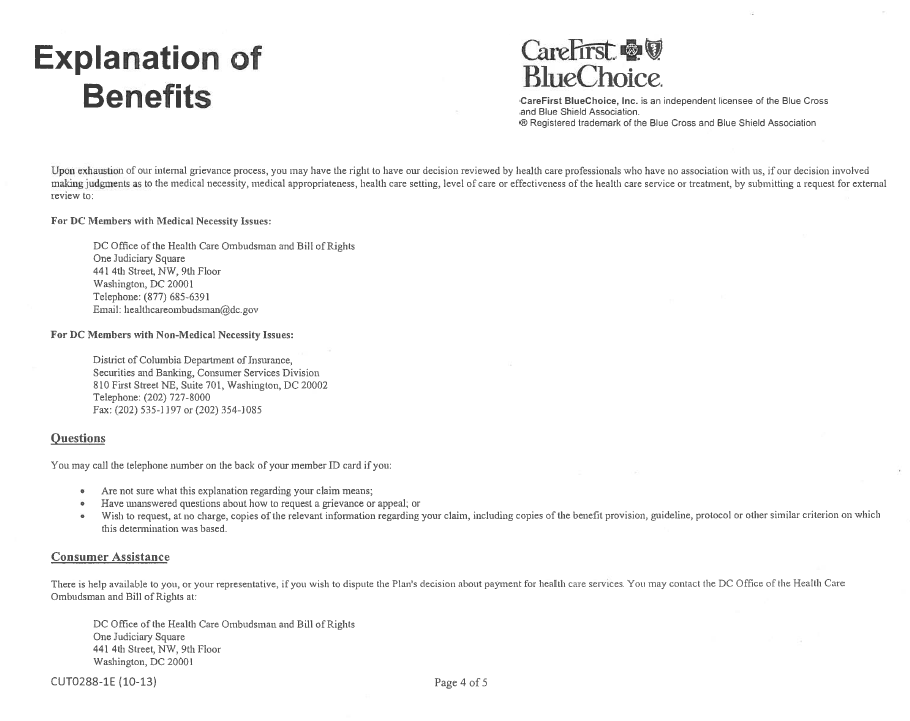 Explanation of
Benefits
CareFirst.
BlueChoice.
CareFirst BlueChoice, Inc. is an independent licensee of the Blue Cross
and Blue Shield Association.
® Registered trademark of the Blue Cross and Blue Shield Association
Upon exhaustion of our internal grievance process, you may have the right to have our decision reviewed by health care professionals who have no association with us, if our decision involved
making judgments as to the medical necessity, medical appropriateness, health care setting, level of care or effectiveness of the health care service or treatment, by submitting a request for external
review to:
For DC Members with Medical Necessity Issues:
DC Office of the Health Care Ombudsman and Bill of Rights
One Judiciary Square
441 4th Street, NW, 9th Floor
Washington, DC 20001
Telephone: (877) 685-6391
Email: healthcareombudsman@dc.gov
For DC Members with Non-Medical Necessity Issues:
District of Columbia Department of Insurance,
Securities and Banking, Consumer Services Division
810 First Street NE, Suite 701, Washington, DC 20002
Telephone: (202) 727-8000
Fax: (202) 535-1197 or (202) 354-1085
Questions
You may call the telephone number on the back of your member ID card if you:
• Are not sure what this explanation regarding your claim means;
• Have unanswered questions about how to request a grievance or appeal; or
• Wish to request, at no charge, copies of the relevant information regarding your claim, including copies of the benefit provision, guideline, protocol or other similar criterion on which
this determination was based.
Consumer Assistance
There is help available to you, or your representative, if you wish to dispute the Plan's decision about payment for health care services. You may contact the DC Office of the Health Care
Ombudsman and Bill of Rights at:
DC Office of the Health Care Ombudsman and Bill of Rights
One Judiciary Square
441 4th Street, NW, 9th Floor
Washington, DC 20001
CUT0288-1E (10-13)
Page 4 of 5